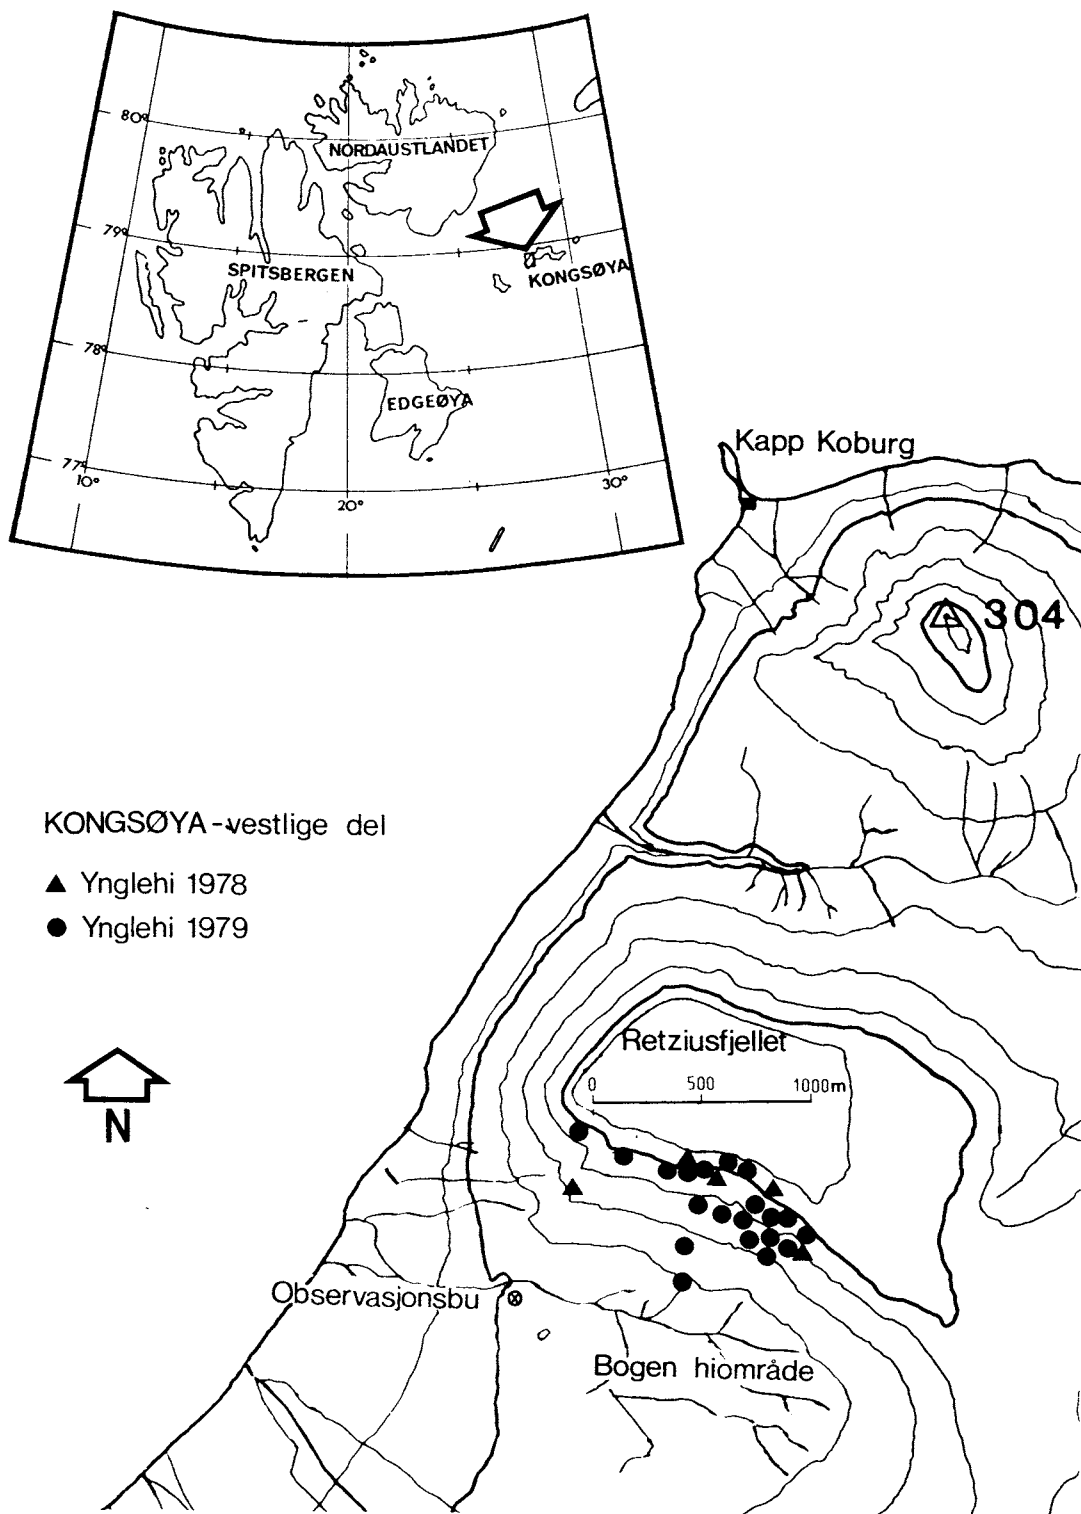 80°
NORDAUSTLANDET
79°
SPITSBERGEN
KONGSØYA
78°
EDGEØYA
77°
10°
20°
30°
Kapp Koburg
304
KONGSØYA-vestlige del
Ynglehi 1978
Ynglehi 1979
N
Retziusfjellet
0 500 1000m
Observasjonsbu
Bogen hiområde